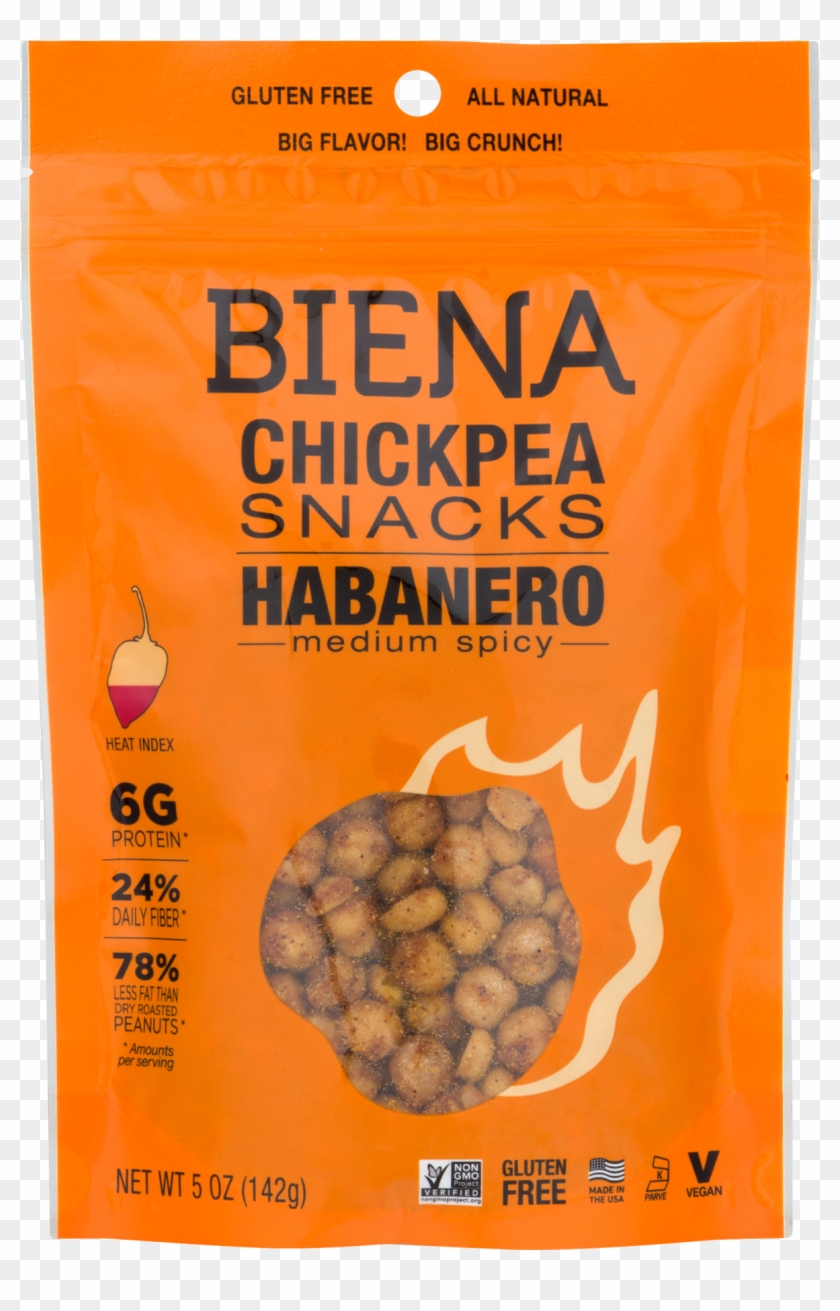 GLUTEN FREE ALL NATURAL
BIG FLAVOR! BIG CRUNCH!
BIENA
CHICKPEA
SNACKS
HABANERO
medium spicy
HEAT INDEX
6G
PROTEIN*
24%
DAILY FIBER*
78%
LESS FAT THAN
DRY ROASTED
PEANUTS*
* Amounts
per serving
NET WT 5 OZ (142g)
NON
GMO
Project
VERIFIED
nongmoproject.org
GLUTEN
FREE
MADE IN
THE USA
K
PARVE
V
VEGAN